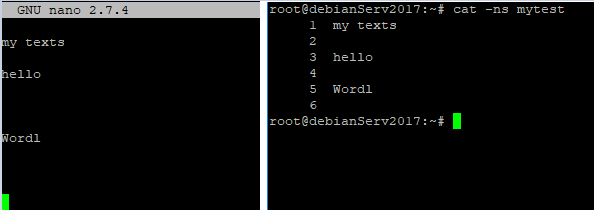 GNU nano 2.7.4
my texts
hello
Wordl
root@debianServ2017:~# cat -ns mytest
1 my texts
2
3 hello
4
5 Wordl
6
root@debianServ2017:~#